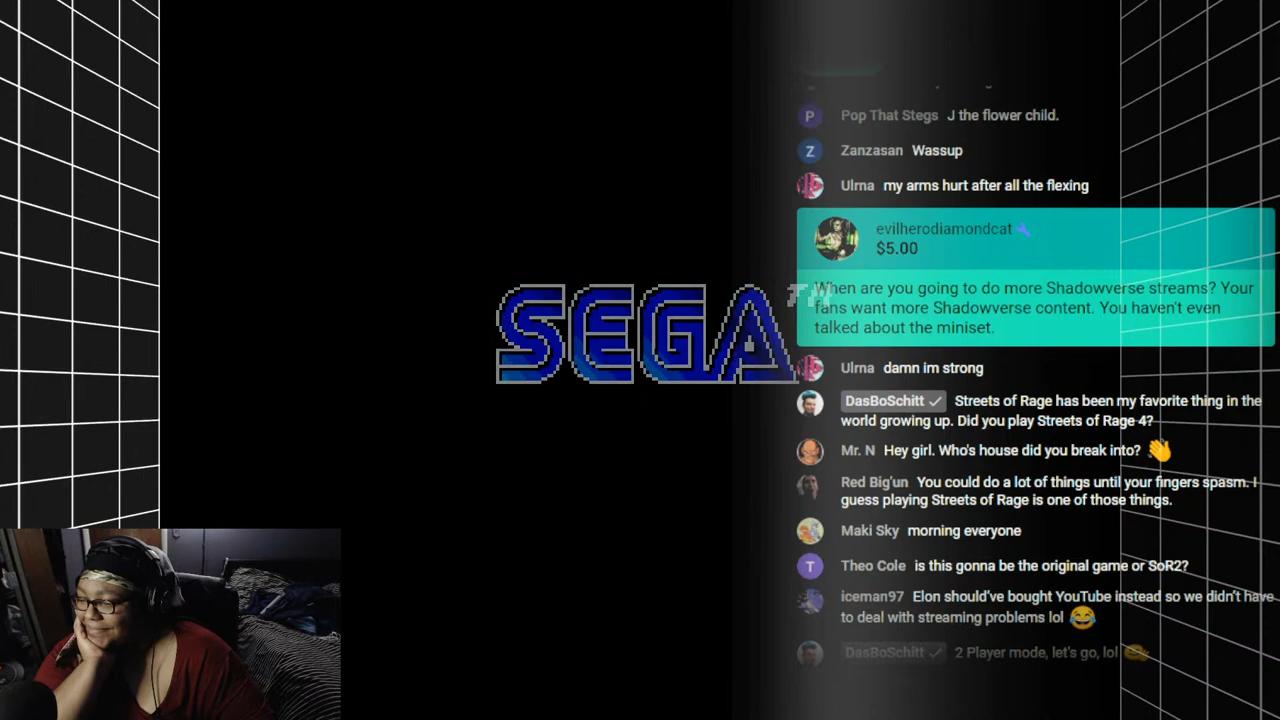 Pop That Stegs J the flower child.
Zanzasan Wassup
Ulrna my arms hurt after all the flexing
evilherodiamondcat
$5.00
When are you going to do more Shadowverse streams? Your
fans want more Shadowverse content. You haven't even
talked about the miniset.
SEGA™
Ulrna damn im strong
DasBoSchitt Streets of Rage has been my favorite thing in the
world growing up. Did you play Streets of Rage 4?
Mr. N Hey girl. Who's house did you break into?
Red Big'un You could do a lot of things until your fingers spasm. I
guess playing Streets of Rage is one of those things.
Maki Sky morning everyone
Theo Cole is this gonna be the original game or SoR2?
iceman97 Elon should've bought YouTube instead so we didn't have
to deal with streaming problems lol
DasBoSchitt 2 Player mode, let's go, lol
P
Z
T